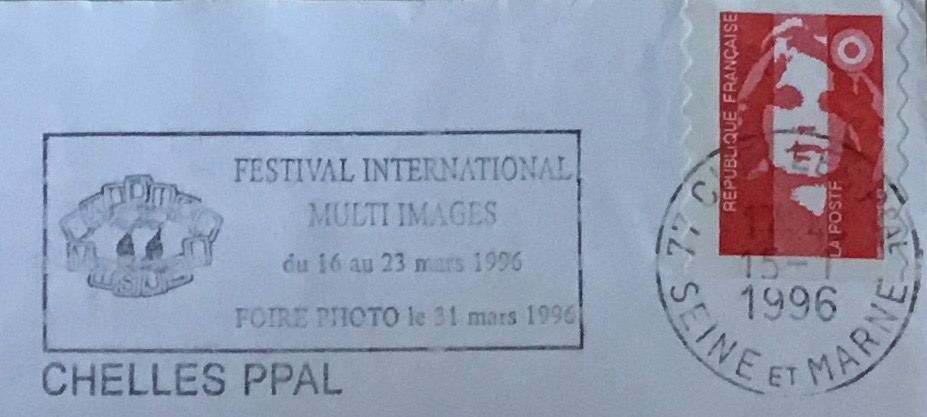 FESTIVAL INTERNATIONAL
MULTI IMAGES
du 16 au 23 mars 1996
FOIRE PHOTO le 31 mars 1996
CHELLES PPAL
REPUBLIQUE FRANÇAISE
LA POSTE
77
1996
SEINE ET MARNE